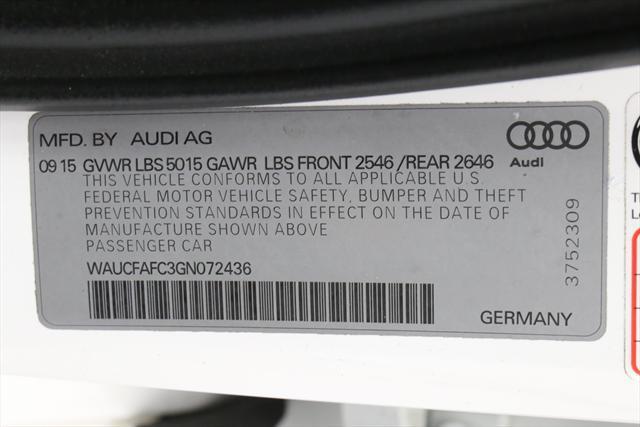 MFD. BY AUDI AG
09 15 GVWR LBS 5015 GAWR LBS FRONT 2546 /REAR 2646
Audi
THIS VEHICLE CONFORMS TO ALL APPLICABLE U.S.
FEDERAL MOTOR VEHICLE SAFETY, BUMPER AND THEFT
PREVENTION STANDARDS IN EFFECT ON THE DATE OF
MANUFACTURE SHOWN ABOVE
PASSENGER CAR
WAUCFAFC3GN072436
GERMANY
3752309